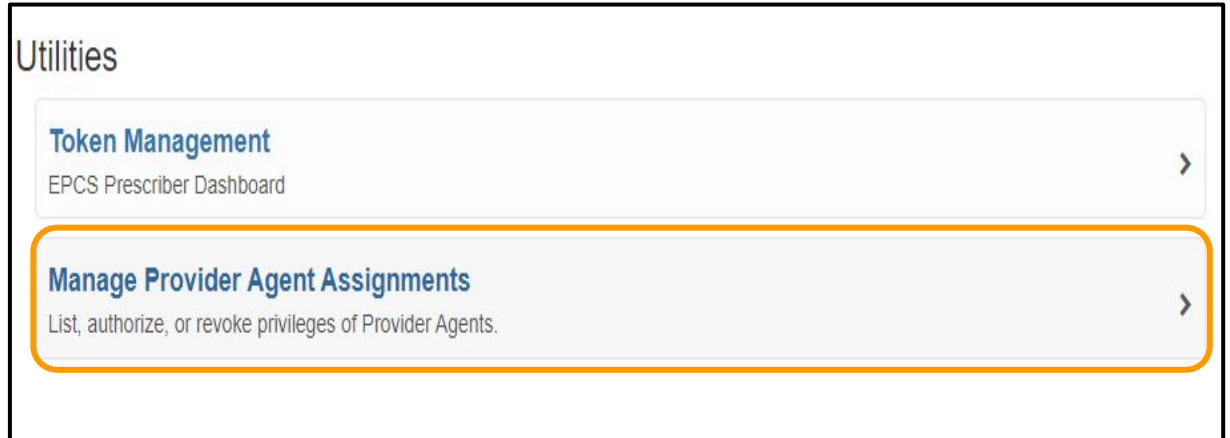 Utilities
Token Management
EPCS Prescriber Dashboard
Manage Provider Agent Assignments
List, authorize, or revoke privileges of Provider Agents.